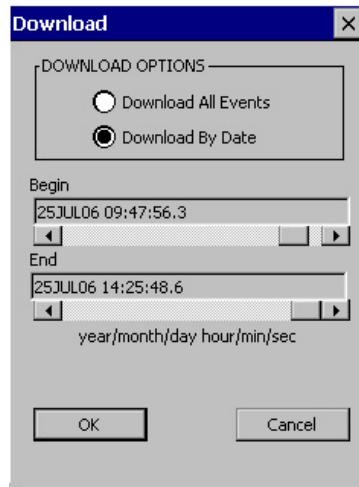 Download
DOWNLOAD OPTIONS
Download All Events
Download By Date
Begin
25JUL06 09:47:56.3
End
25JUL06 14:25:48.6
year/month/day hour/min/sec
OK
Cancel